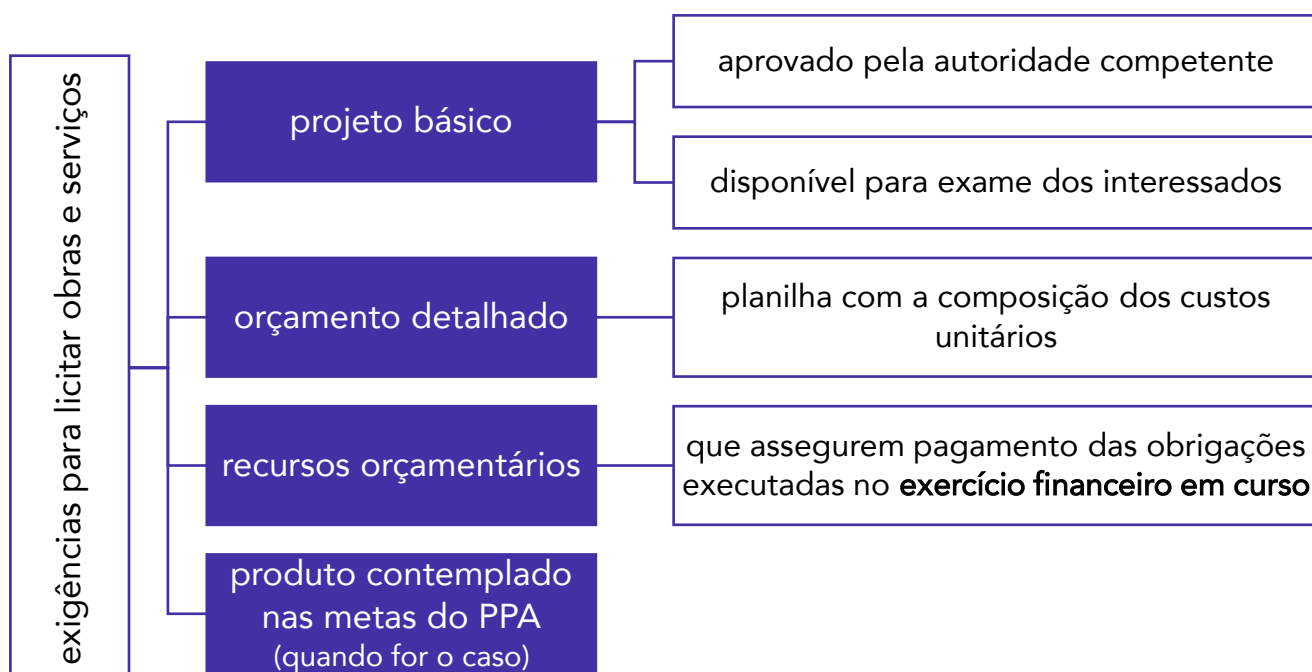 exigências para licitar obras e serviços
projeto básico
aprovado pela autoridade competente
disponível para exame dos interessados
orçamento detalhado
planilha com a composição dos custos
unitários
recursos orçamentários
que assegurem pagamento das obrigações
executadas no exercício financeiro em curso
produto contemplado
nas metas do PPA
(quando for o caso)